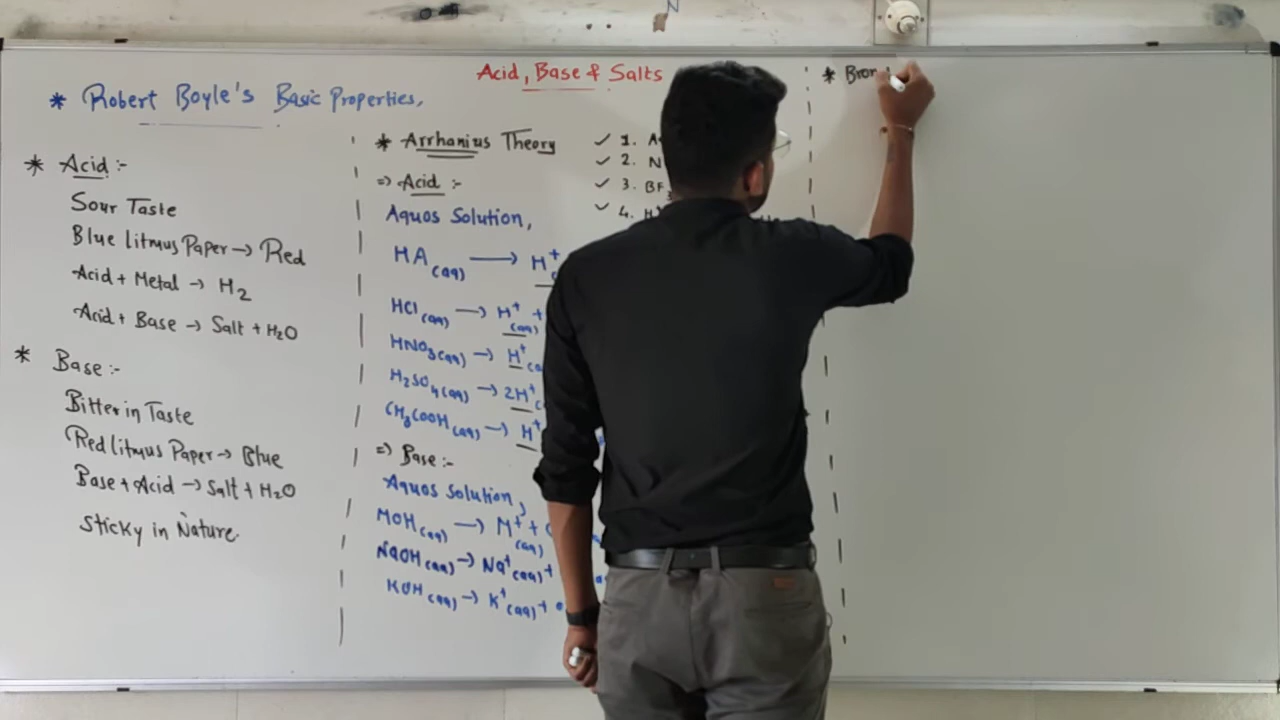 Acid, Base & Salts
* Robert Boyle's Basic Properties,
* Acid :-
Sour Taste
Blue Litmus Paper → Red
Acid + Metal → H2
Acid + Base → Salt + H2O
* Base :-
Bitter in Taste
Red litmus Paper → Blue
Base + Acid → Salt + H2O
Sticky in Nature
* Arrhanius Theory
=> Acid :-
Aquos Solution,
HA(aq) → H+
HCl(aq) → H+(aq) +
HNO3(aq) → H+
H2SO4(aq) → 2H+
CH3COOH(aq) → H+
=> Base :-
Aquos Solution,
MOH(aq) → M+(aq) +
NaOH(aq) → Na+(aq) +
KOH(aq) → K+(aq) +
✓ 1. A
✓ 2. N
✓ 3. BF
✓ 4. H
* Bron